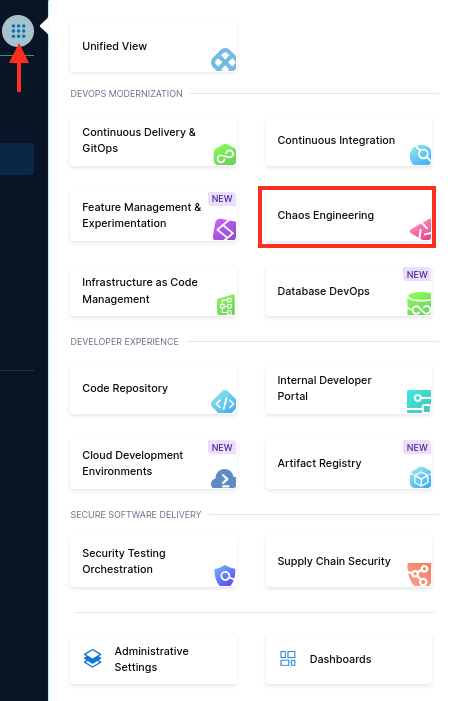 Unified View
DEVOPS MODERNIZATION
Continuous Delivery &
GitOps
Continuous Integration
NEW
Feature Management &
Experimentation
Chaos Engineering
Infrastructure as Code
Management
NEW
Database DevOps
DEVELOPER EXPERIENCE
Code Repository
Internal Developer
Portal
NEW
Cloud Development
Environments
NEW
Artifact Registry
SECURE SOFTWARE DELIVERY
Security Testing
Orchestration
Supply Chain Security
Administrative
Settings
Dashboards